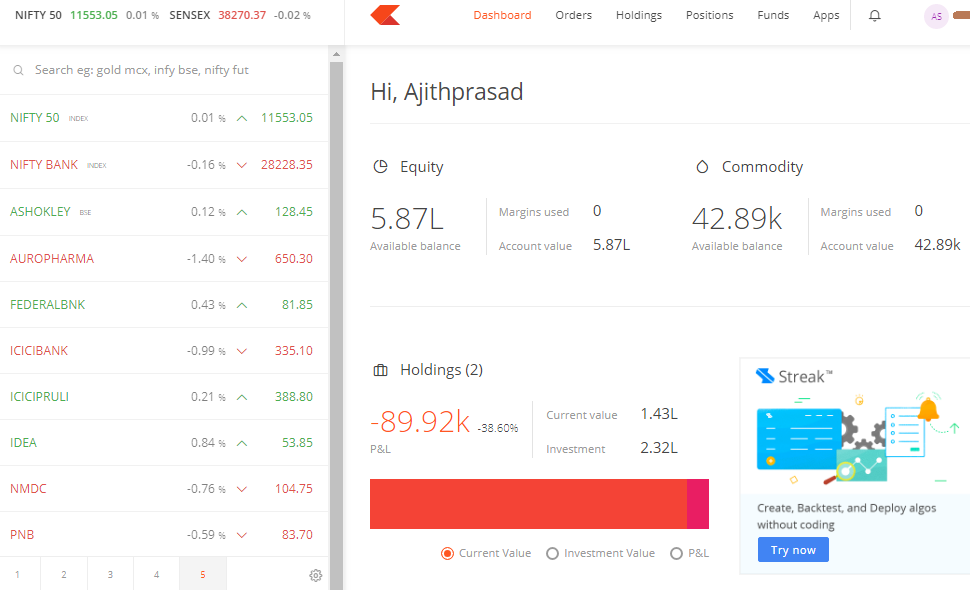 NIFTY 50 11553.05 0.01 % SENSEX 38270.37 -0.02 %
Dashboard Orders Holdings Positions Funds Apps AS
Search eg: gold mcx, infy bse, nifty fut
NIFTY 50 INDEX 0.01 % 11553.05
NIFTY BANK INDEX -0.16 % 28228.35
ASHOKLEY BSE 0.12 % 128.45
AUROPHARMA -1.40 % 650.30
FEDERALBNK 0.43 % 81.85
ICICIBANK -0.99 % 335.10
ICICIPRULI 0.21 % 388.80
IDEA 0.84 % 53.85
NMDC -0.76 % 104.75
PNB -0.59 % 83.70
1 2 3 4 5
Hi, Ajithprasad
Equity
5.87L
Available balance
Margins used 0
Account value 5.87L
Commodity
42.89k
Available balance
Margins used 0
Account value 42.89k
Holdings (2)
-89.92k -38.60%
P&L
Current value 1.43L
Investment 2.32L
Current Value Investment Value P&L
Streak™
Create, Backtest, and Deploy algos
without coding
Try now